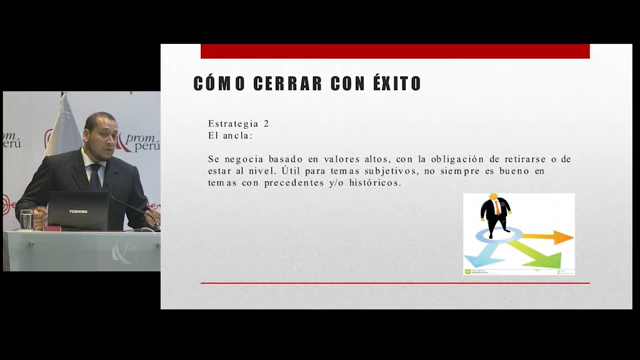 CÓMO CERRAR CON ÉXITO
Estrategia 2
El ancla:
Se negocia basado en valores altos, con la obligación de retirarse o de
estar al nivel. Útil para temas subjetivos, no siempre es bueno en
temas con precedentes y/o históricos.
prom
perú
prom
perú
TOSHIBA